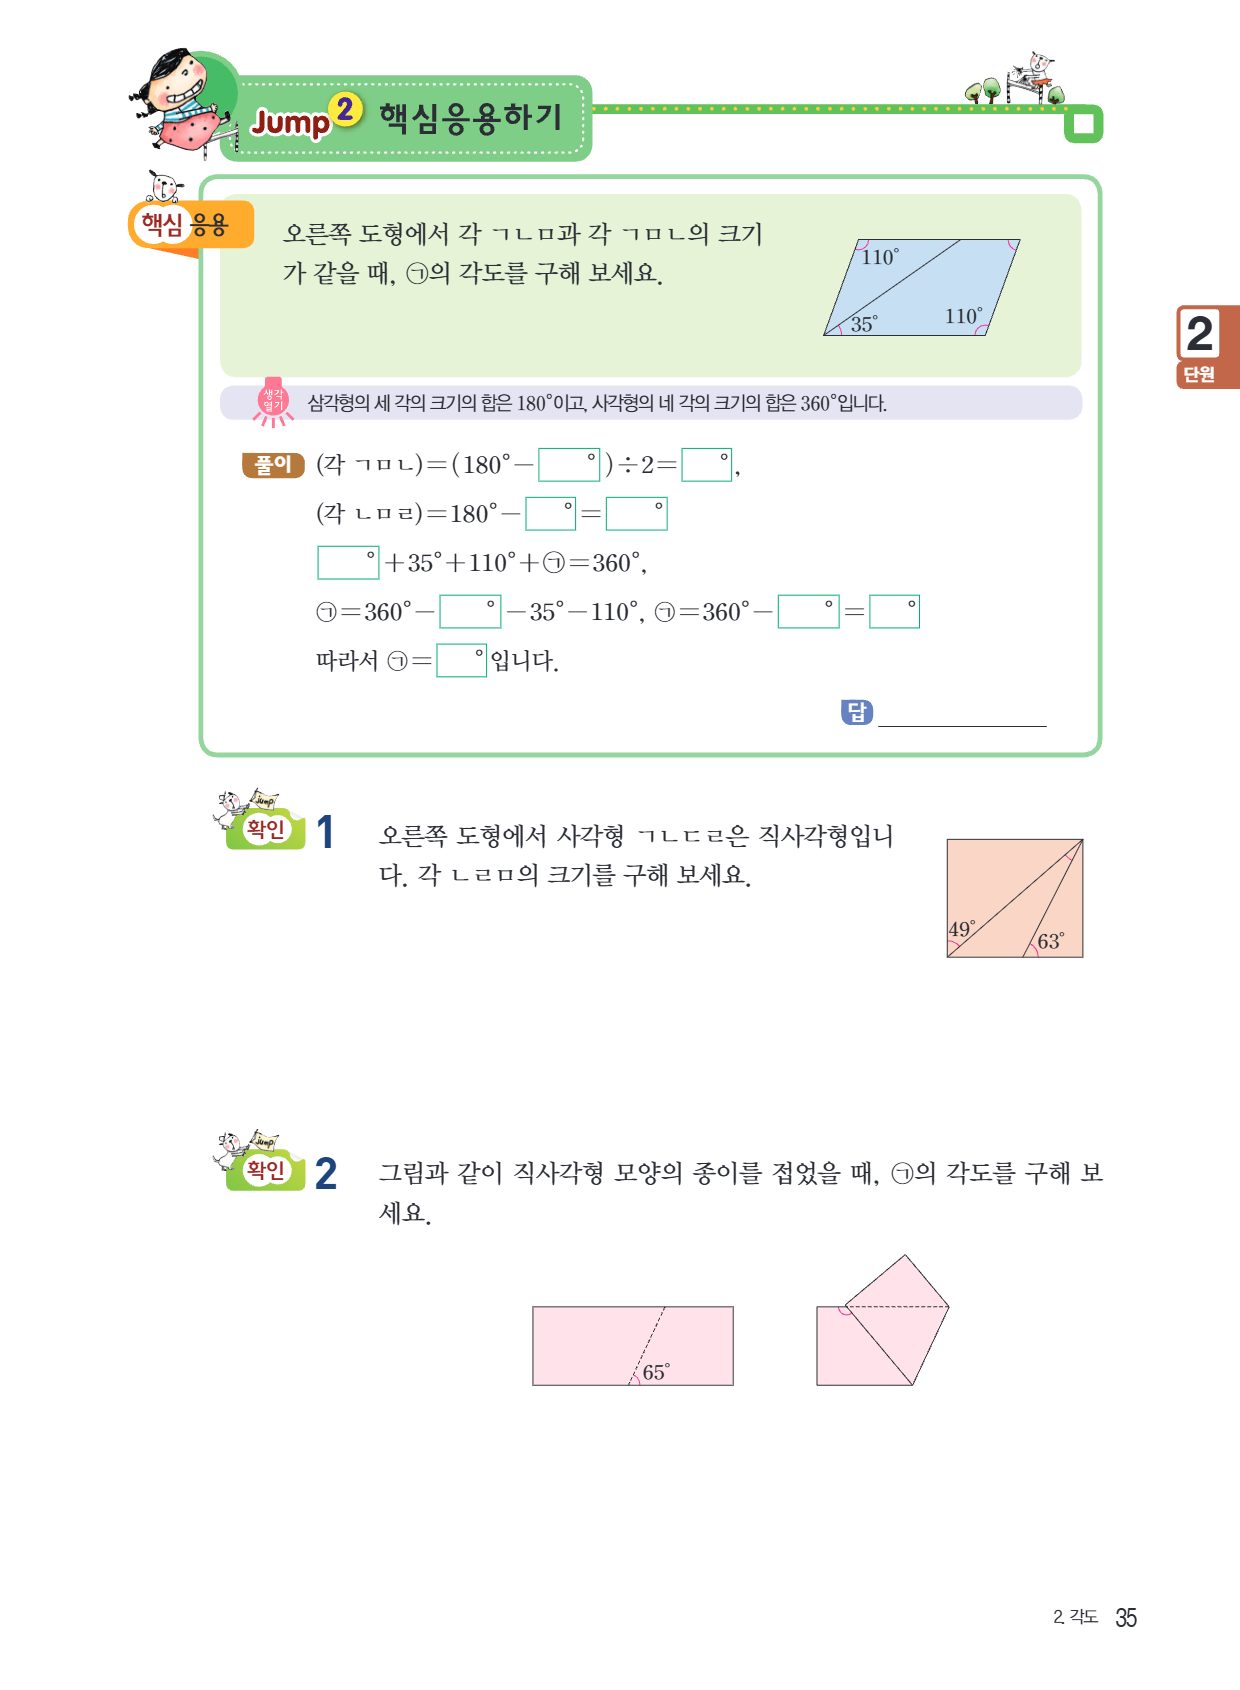 Jump 2 핵심응용하기
핵심 응용
오른쪽 도형에서 각 ㄱㄴㅁ과 각 ㄱㅁㄴ의 크기
가 같을 때, ㉠의 각도를 구해 보세요.
110°
35°
110°
2
단원
생각
열기
삼각형의 세 각의 크기의 합은 180°이고, 사각형의 네 각의 크기의 합은 360°입니다.
풀이 (각 ㄱㅁㄴ)=(180°-□°)÷2=□°,
(각 ㄴㅁㄹ)=180°-□°=□°
□°+35°+110°+㉠=360°,
㉠=360°-□°-35°-110°, ㉠=360°-□°=□°
따라서 ㉠=□°입니다.
답
Jump
확인 1 오른쪽 도형에서 사각형 ㄱㄴㄷㄹ은 직사각형입니
다. 각 ㄴㄹㅁ의 크기를 구해 보세요.
49°
63°
Jump
확인 2 그림과 같이 직사각형 모양의 종이를 접었을 때, ㉠의 각도를 구해 보
세요.
65°
2. 각도 35